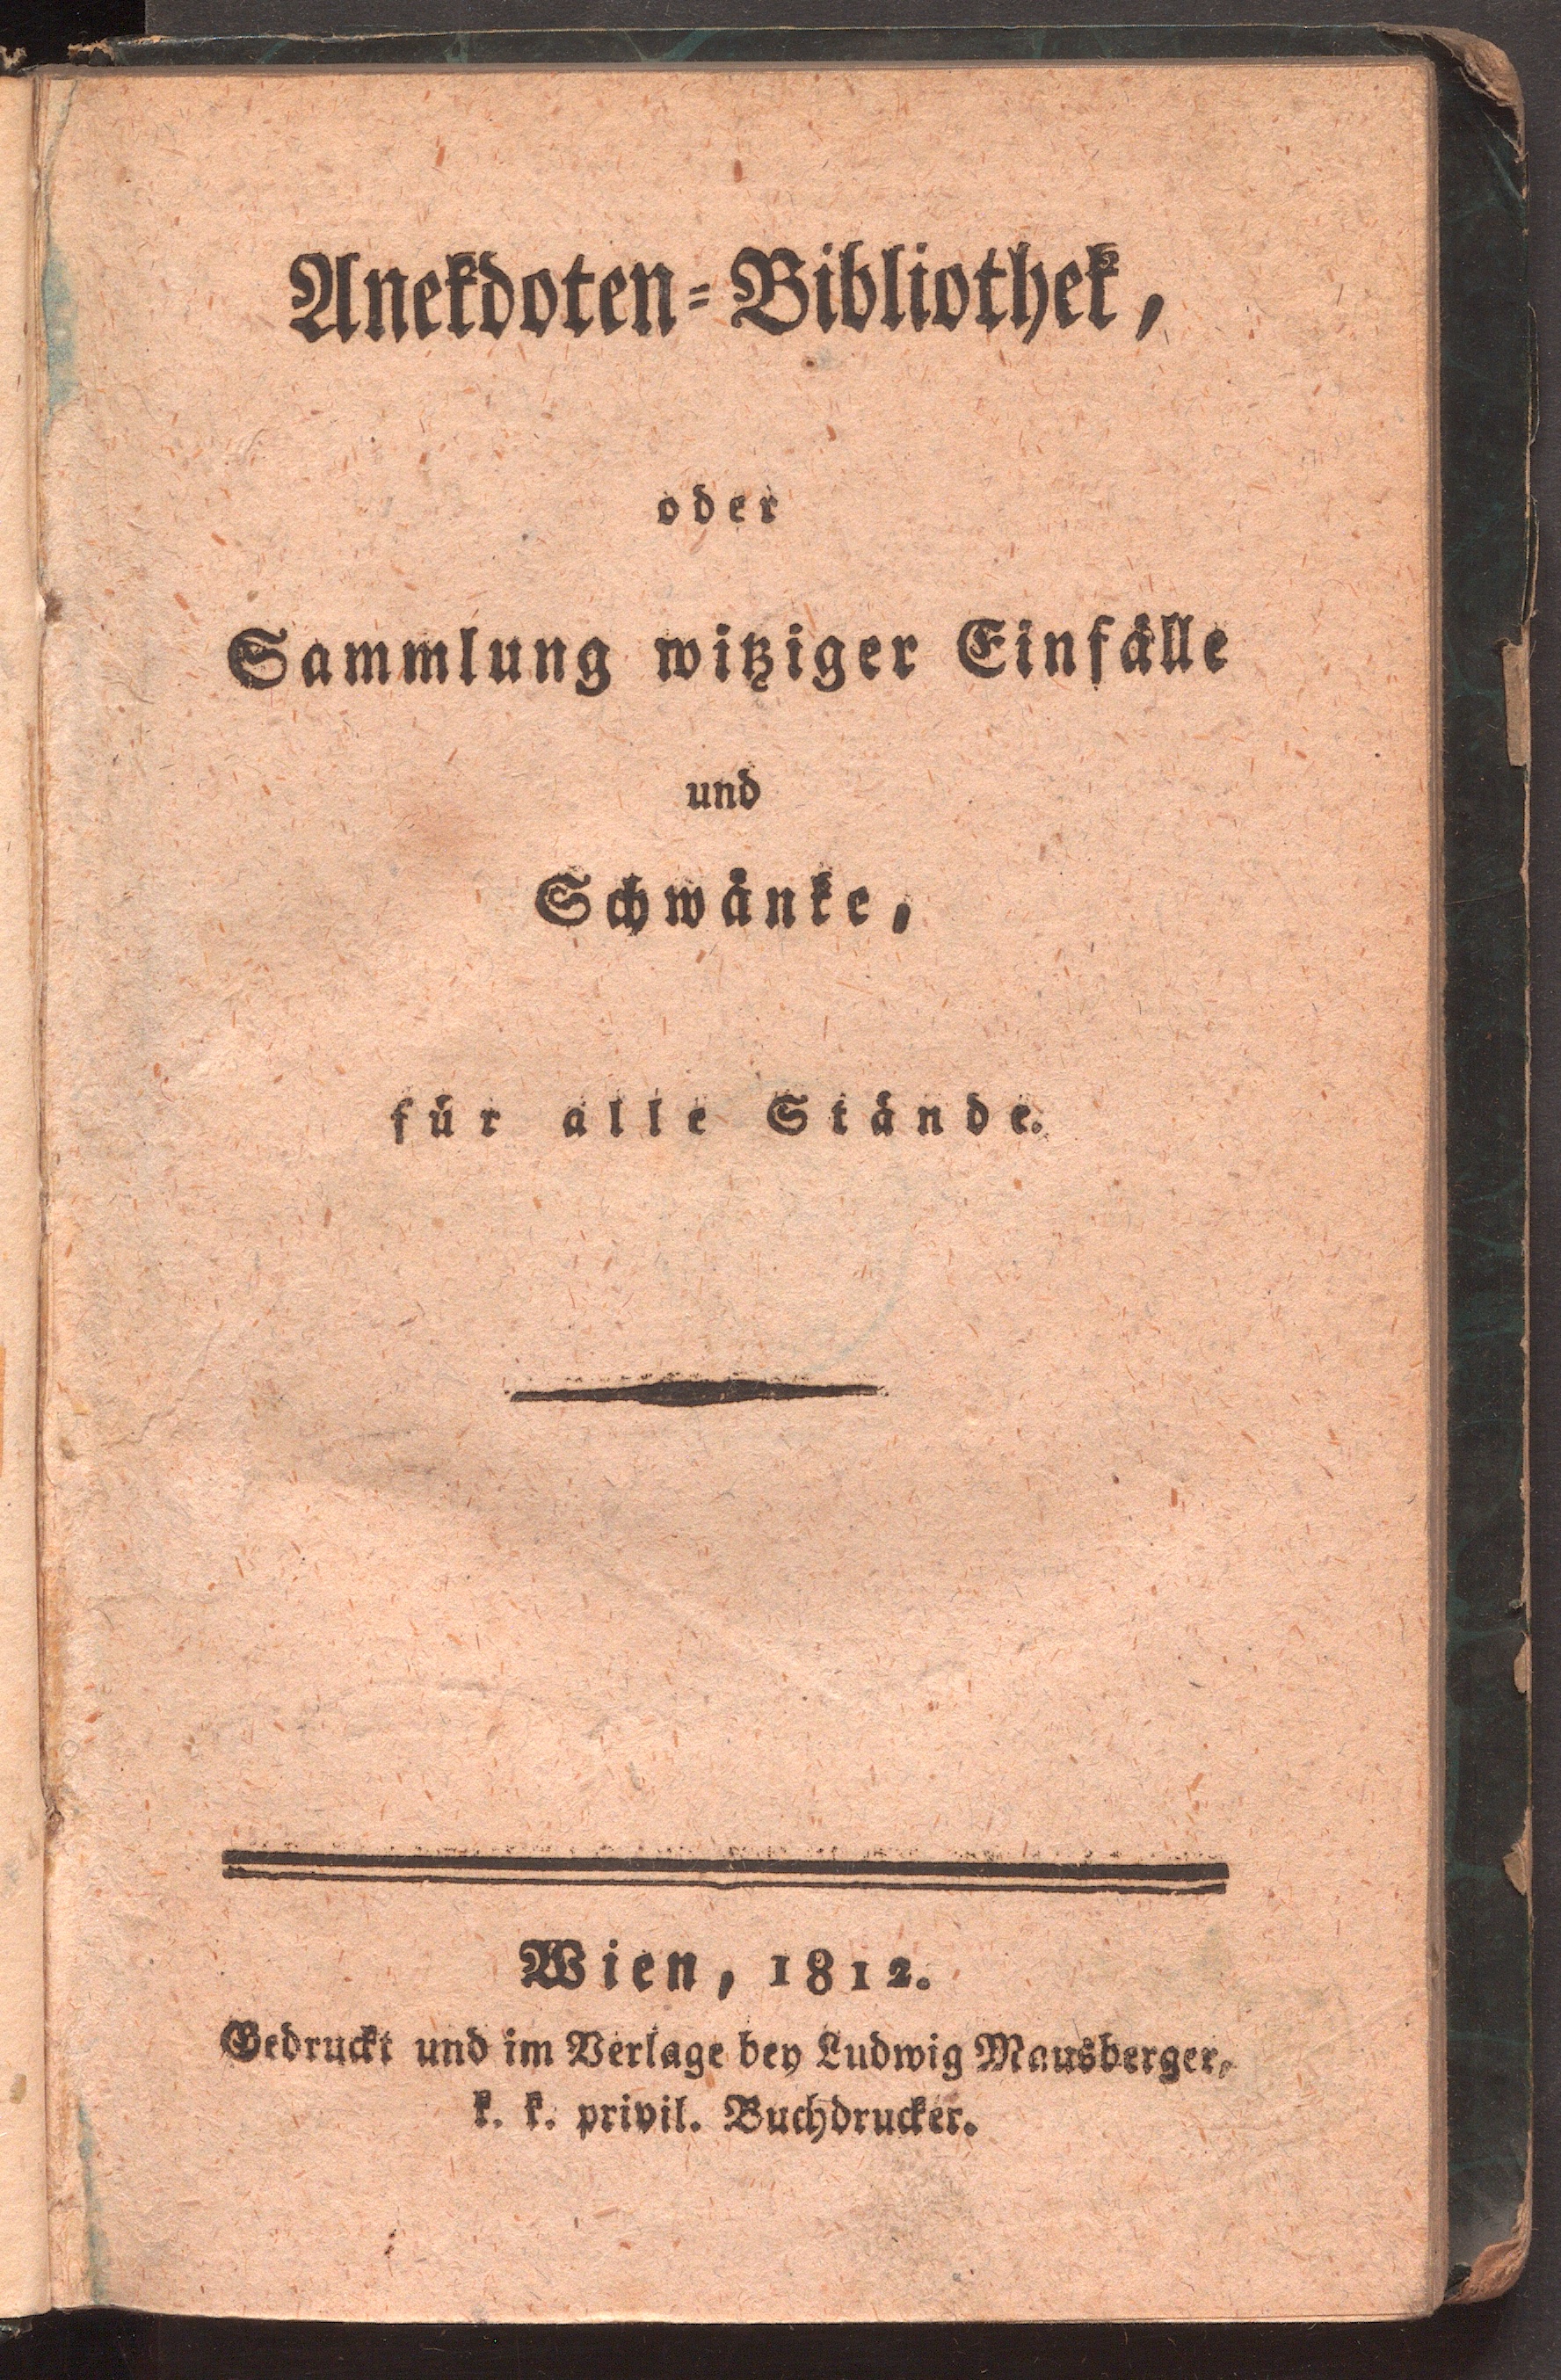 Anekdoten-Bibliothek,
oder
Sammlung witziger Einfälle
und
Schwänke,
für alle Stände.
Wien, 1812.
Gedruckt und im Verlage bey Ludwig Mausberger,
k. k. privil. Buchdrucker.